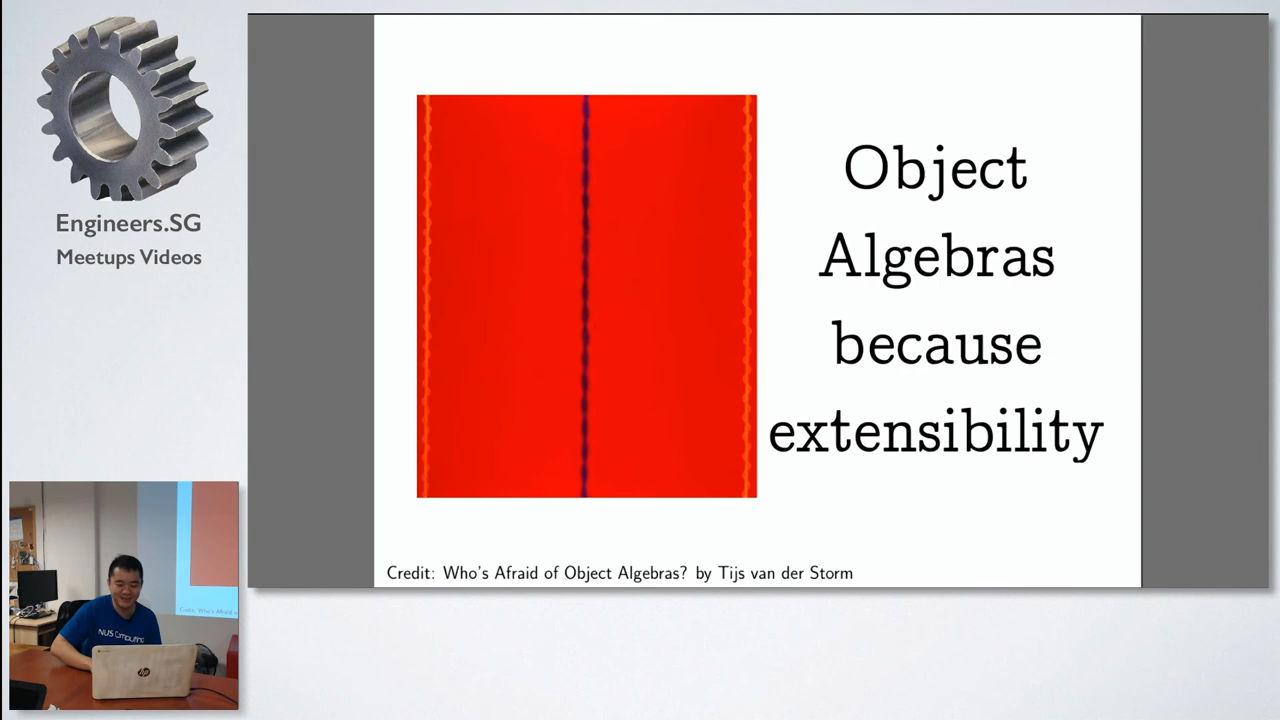 Engineers.SG
Meetups Videos
Object
Algebras
because
extensibility
Credit: Who's Afraid of Object Algebras? by Tijs van der Storm
NUS Computing
hp